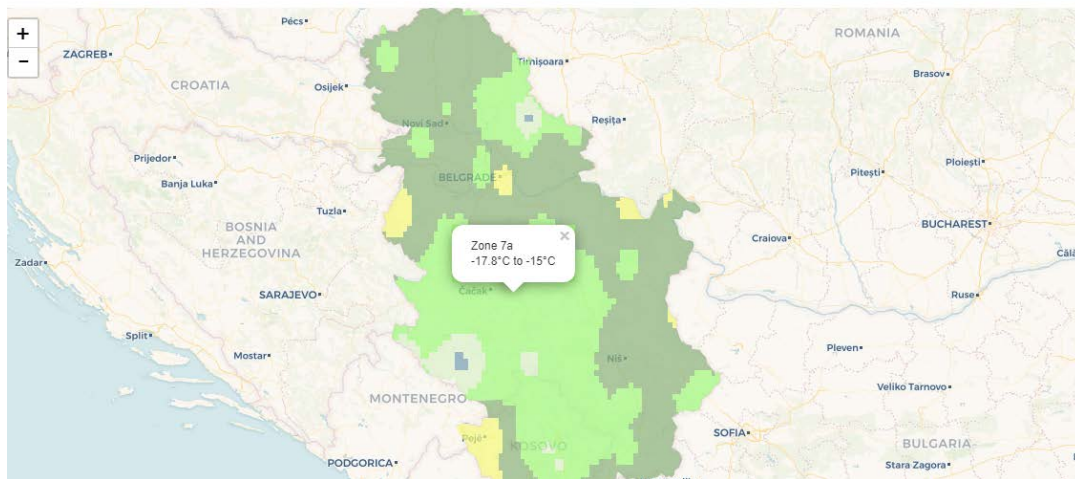 +
−
Pécs
ROMANIA
ZAGREB
Timișoara
Brasov
CROATIA
Osijek
Novi Sad
Reșița
Prijedor
Ploiești
Banja Luka
BELGRADE
Pitești
Tuzla
BOSNIA
AND
HERZEGOVINA
BUCHAREST
Craiova
Zone 7a
-17.8°C to -15°C
×
Zadar
SARAJEVO
Čačak
Ruse
Split
Mostar
Niš
Pleven
Veliko Tarnovo
MONTENEGRO
SOFIA
Pejë
KOSOVO
BULGARIA
PODGORICA
Stara Zagora